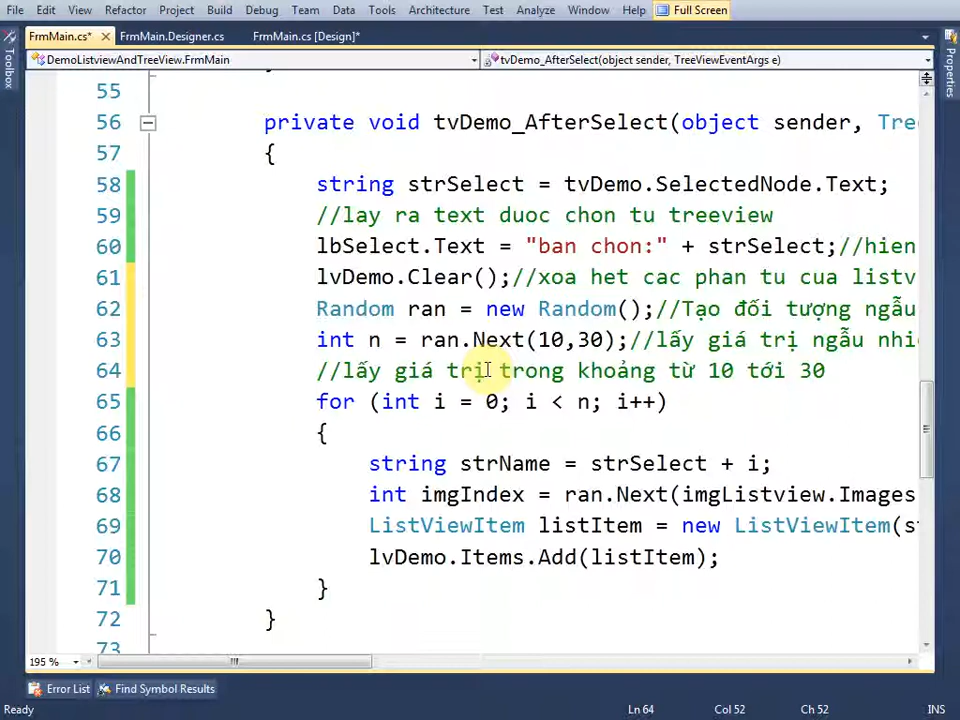 File Edit View Refactor Project Build Debug Team Data Tools Architecture Test Analyze Window Help Full Screen
FrmMain.cs* FrmMain.Designer.cs FrmMain.cs [Design]*
Toolbox
DemoListviewAndTreeView.FrmMain tvDemo_AfterSelect(object sender, TreeViewEventArgs e)
Properties
55
56 private void tvDemo_AfterSelect(object sender, Tree
57 {
58 string strSelect = tvDemo.SelectedNode.Text;
59 //lay ra text duoc chon tu treeview
60 lbSelect.Text = "ban chon:" + strSelect;//hien
61 lvDemo.Clear();//xoa het cac phan tu cua listv
62 Random ran = new Random();//Tạo đối tượng ngẫu
63 int n = ran.Next(10,30);//lấy giá trị ngẫu nhi
64 //lấy giá trị trong khoảng từ 10 tới 30
65 for (int i = 0; i < n; i++)
66 {
67 string strName = strSelect + i;
68 int imgIndex = ran.Next(imgListview.Images
69 ListViewItem listItem = new ListViewItem(st
70 lvDemo.Items.Add(listItem);
71 }
72 }
73
195 %
Error List Find Symbol Results
Ready Ln 64 Col 52 Ch 52 INS